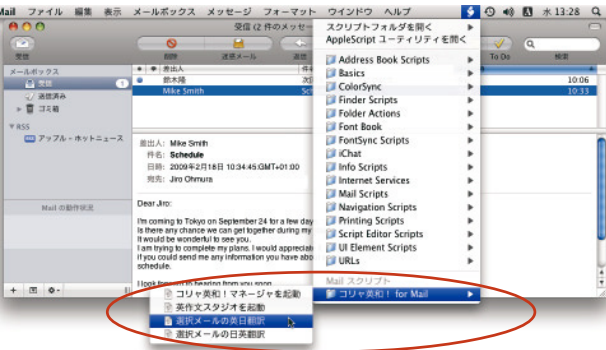 Mail ファイル 編集 表示 メールボックス メッセージ フォーマット ウインドウ ヘルプ 水 13:28
受信 (2 件のメッセー
受信 削除 迷惑メール 返信 To Do 検索
スクリプトフォルダを開く
AppleScript ユーティリティを開く
Address Book Scripts
Basics
ColorSync
Finder Scripts
Folder Actions
Font Book
FontSync Scripts
iChat
Info Scripts
Internet Services
Mail Scripts
Navigation Scripts
Printing Scripts
Script Editor Scripts
UI Element Scripts
URLs
Mail スクリプト
コリャ英和! for Mail
メールボックス
受信 1
送信済み
ゴミ箱
RSS
アップル・ホットニュース
Mail の動作状況
差出人 件
鈴木隆 次 10:06
Mike Smith Sc 10:33
差出人: Mike Smith
件名: Schedule
日時: 2009年2月18日 10:34:45:GMT+01:00
宛先: Jiro Ohmura
Dear Jiro:
I'm coming to Tokyo on September 24 for a few day
Is there any chance we can get together during my
It would be wonderful to see you.
I am trying to complete my plans. I would appreciat
if you could send me any information you have abo
schedule.
I look forward to hearing from you soon
コリャ英和!マネージャを起動
英作文スタジオを起動
選択メールの英日翻訳
選択メールの日英翻訳